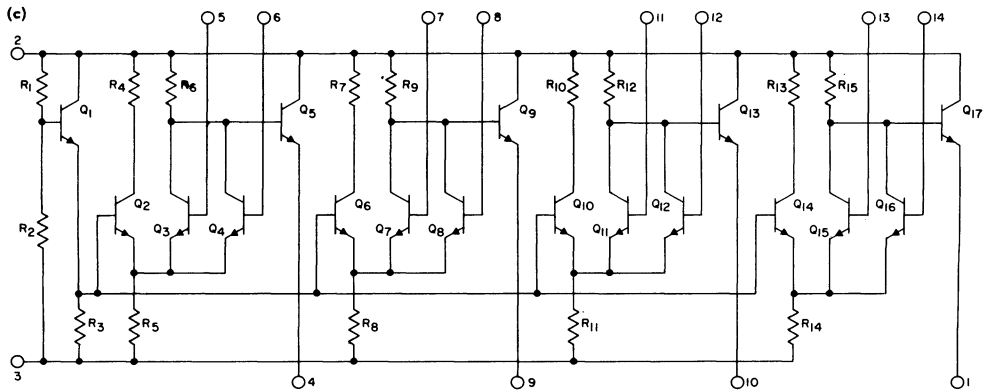 (c)
5 6 7 8 11 12 13 14
2
R1 R4 R6 R7 R9 R10 R12 R13 R15
Q1 Q5 Q9 Q13 Q17
Q2 Q6 Q10 Q14
R2 Q3 Q4 Q7 Q8 Q11 Q12 Q15 Q16
R3 R5 R8 R11 R14
3
4 9 10 1